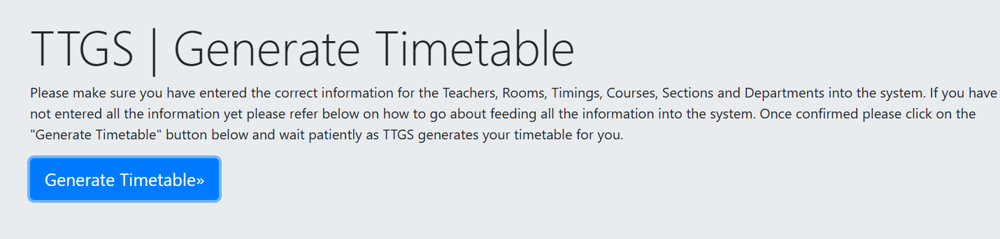 TTGS | Generate Timetable
Please make sure you have entered the correct information for the Teachers, Rooms, Timings, Courses, Sections and Departments into the system. If you have
not entered all the information yet please refer below on how to go about feeding all the information into the system. Once confirmed please click on the
"Generate Timetable" button below and wait patiently as TTGS generates your timetable for you.
Generate Timetable»